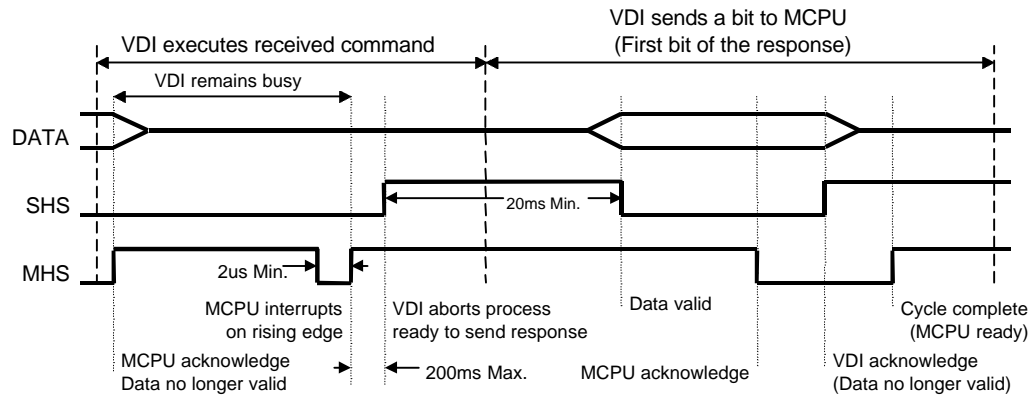 VDI sends a bit to MCPU
(First bit of the response)
VDI executes received command
VDI remains busy
DATA
SHS
20ms Min.
MHS
2us Min.
MCPU interrupts
on rising edge
VDI aborts process
ready to send response
Data valid
Cycle complete
(MCPU ready)
MCPU acknowledge
Data no longer valid
200ms Max.
MCPU acknowledge
VDI acknowledge
(Data no longer valid)